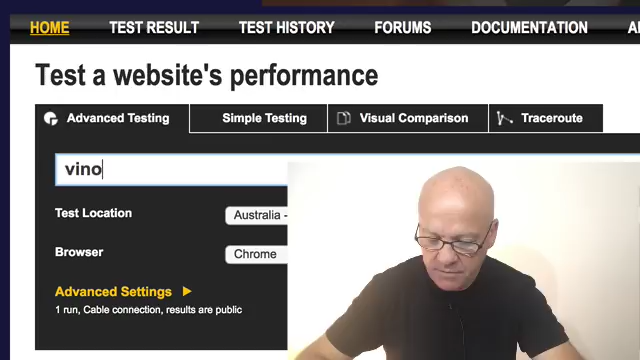 HOME TEST RESULT TEST HISTORY FORUMS DOCUMENTATION
Test a website's performance
Advanced Testing Simple Testing Visual Comparison Traceroute
vino
Test Location Australia -
Browser Chrome
Advanced Settings
1 run, Cable connection, results are public